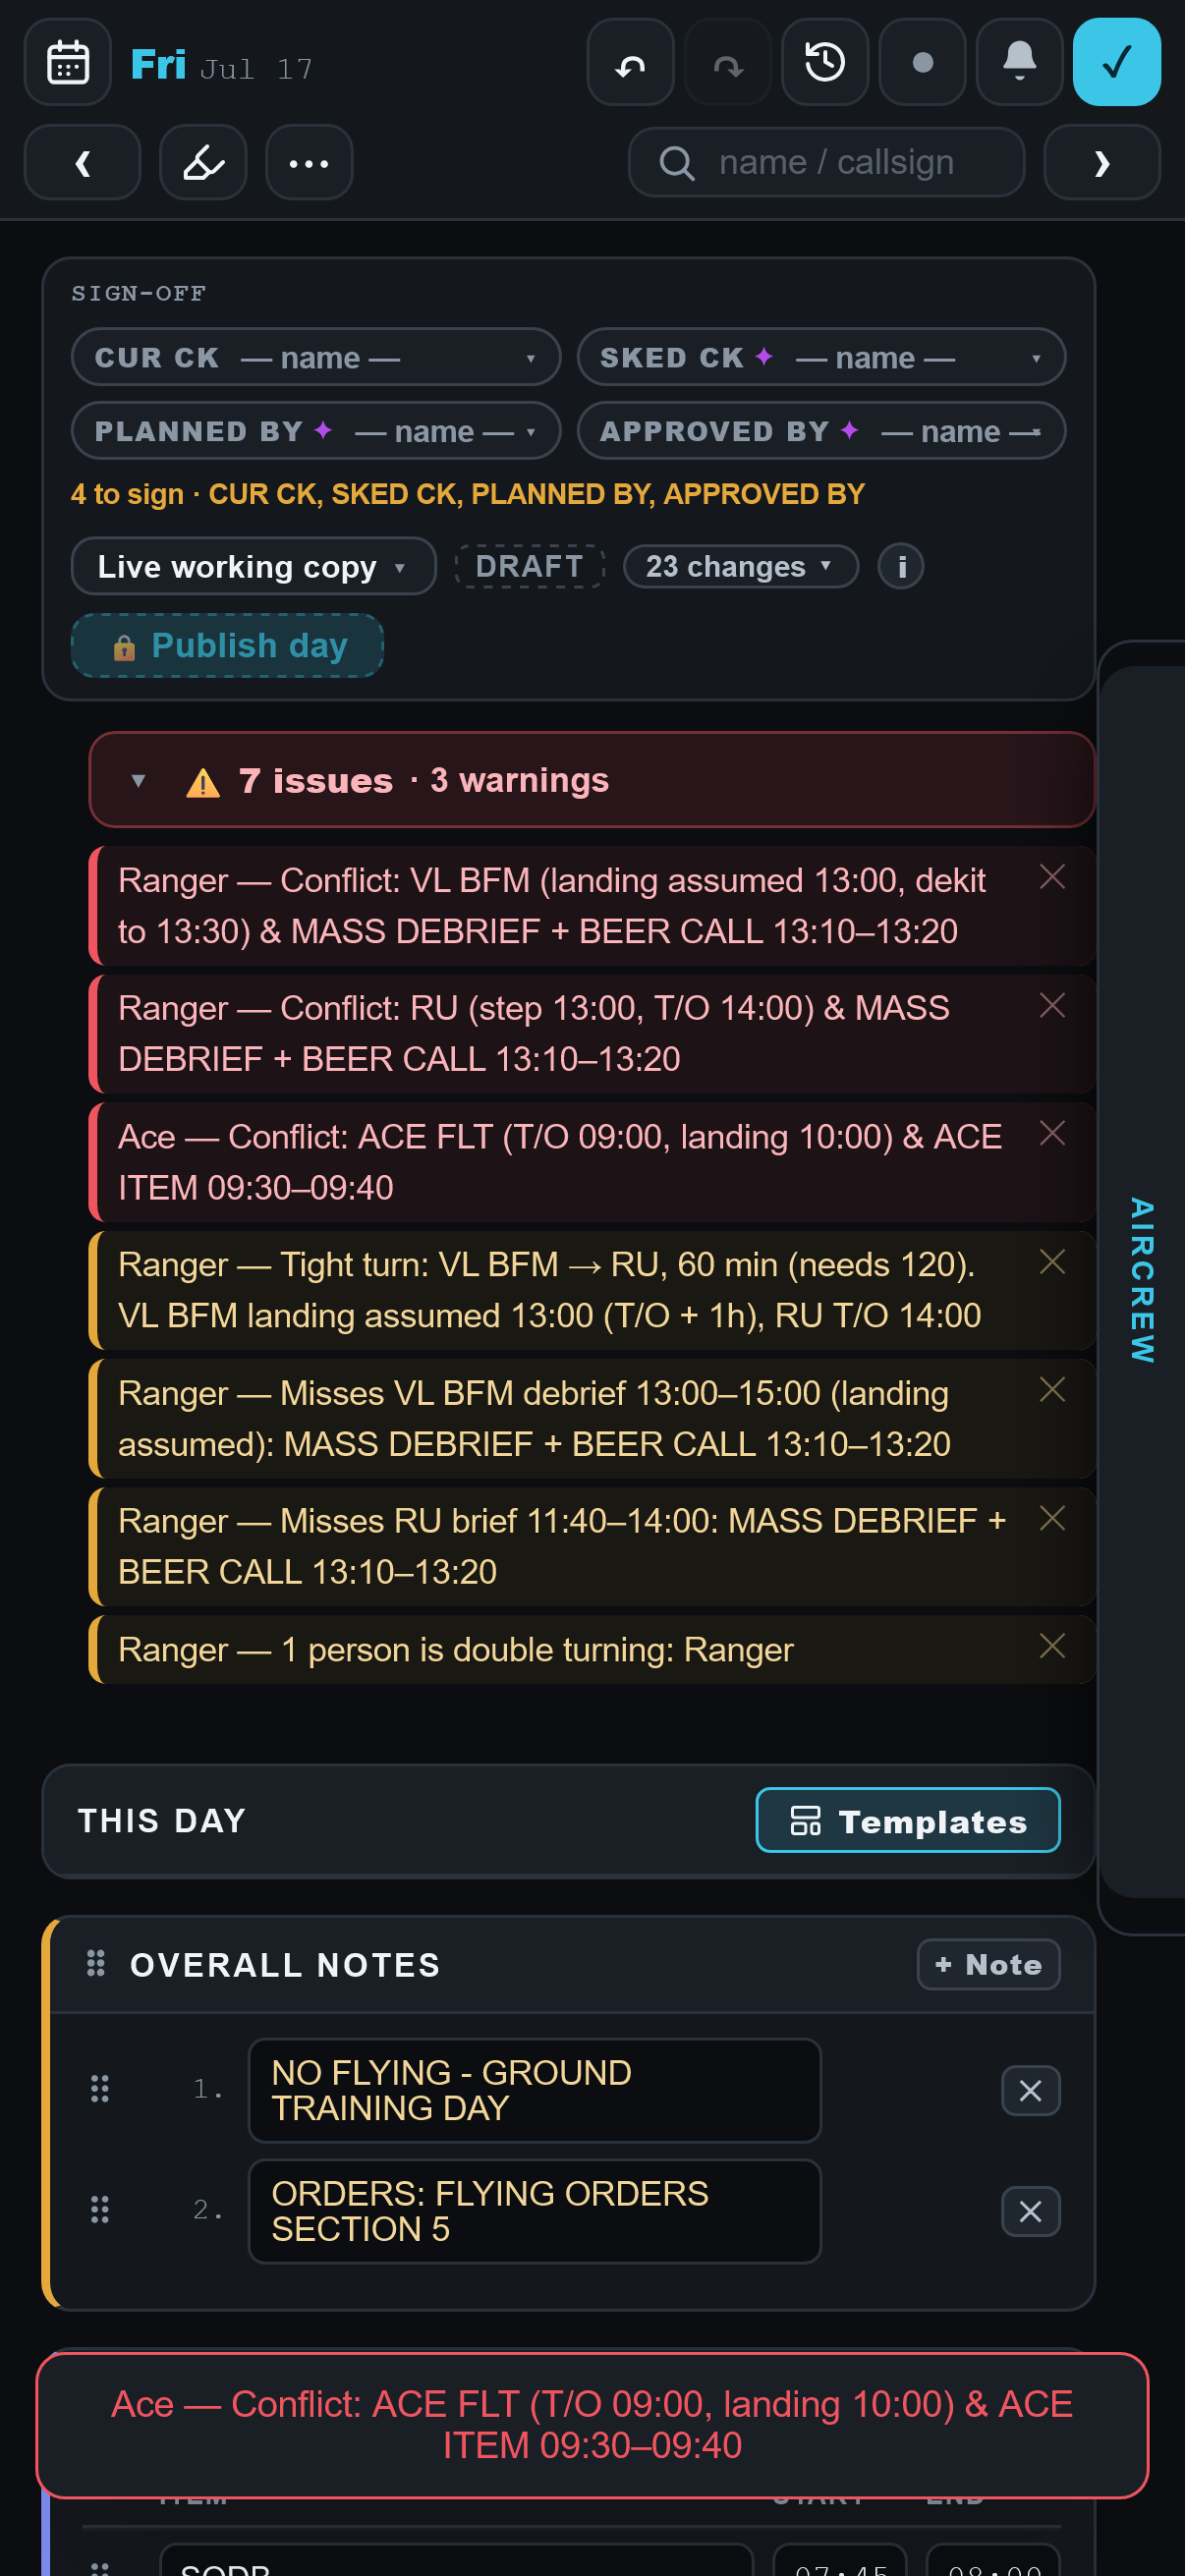 Fri Jul 17
name / callsign
SIGN-OFF
CUR CK — name —
SKED CK ✦ — name —
PLANNED BY ✦ — name —
APPROVED BY ✦ — name —
4 to sign · CUR CK, SKED CK, PLANNED BY, APPROVED BY
Live working copy
DRAFT
23 changes
i
Publish day
7 issues · 3 warnings
Ranger — Conflict: VL BFM (landing assumed 13:00, dekit
to 13:30) & MASS DEBRIEF + BEER CALL 13:10–13:20
Ranger — Conflict: RU (step 13:00, T/O 14:00) & MASS
DEBRIEF + BEER CALL 13:10–13:20
Ace — Conflict: ACE FLT (T/O 09:00, landing 10:00) & ACE
ITEM 09:30–09:40
Ranger — Tight turn: VL BFM → RU, 60 min (needs 120).
VL BFM landing assumed 13:00 (T/O + 1h), RU T/O 14:00
Ranger — Misses VL BFM debrief 13:00–15:00 (landing
assumed): MASS DEBRIEF + BEER CALL 13:10–13:20
Ranger — Misses RU brief 11:40–14:00: MASS DEBRIEF +
BEER CALL 13:10–13:20
Ranger — 1 person is double turning: Ranger
AIRCREW
THIS DAY
Templates
OVERALL NOTES
+ Note
1. NO FLYING - GROUND
TRAINING DAY
2. ORDERS: FLYING ORDERS
SECTION 5
Ace — Conflict: ACE FLT (T/O 09:00, landing 10:00) & ACE
ITEM 09:30–09:40
ITEM START END
SODB 07:45 08:00